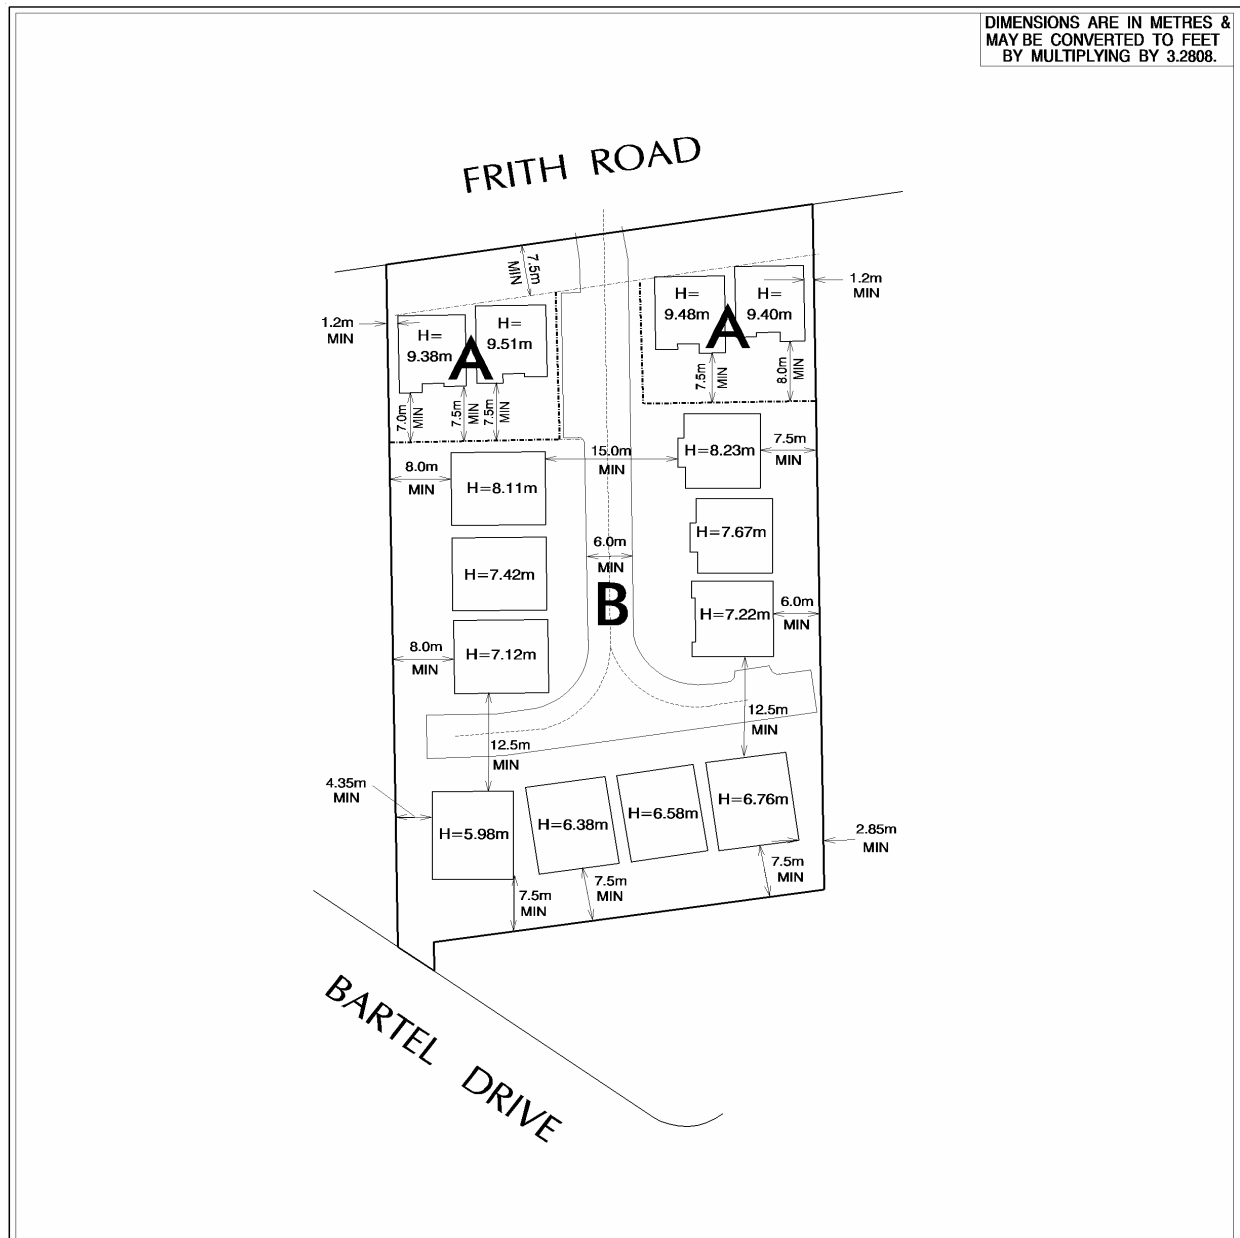 DIMENSIONS ARE IN METRES &
MAY BE CONVERTED TO FEET
BY MULTIPLYING BY 3.2808.
FRITH ROAD
7.5m
MIN
1.2m
MIN
1.2m
MIN
H=
9.38m
H=
9.51m
A
H=
9.48m
H=
9.40m
A
7.0m
MIN
7.5m
MIN
7.5m
MIN
7.5m
MIN
8.0m
MIN
8.0m
MIN
H=8.11m
15.0m
MIN
H=8.23m
7.5m
MIN
H=7.42m
6.0m
MIN
B
H=7.67m
8.0m
MIN
H=7.12m
H=7.22m
6.0m
MIN
12.5m
MIN
12.5m
MIN
4.35m
MIN
H=5.98m
H=6.38m
H=6.58m
H=6.76m
2.85m
MIN
7.5m
MIN
7.5m
MIN
7.5m
MIN
BARTEL DRIVE